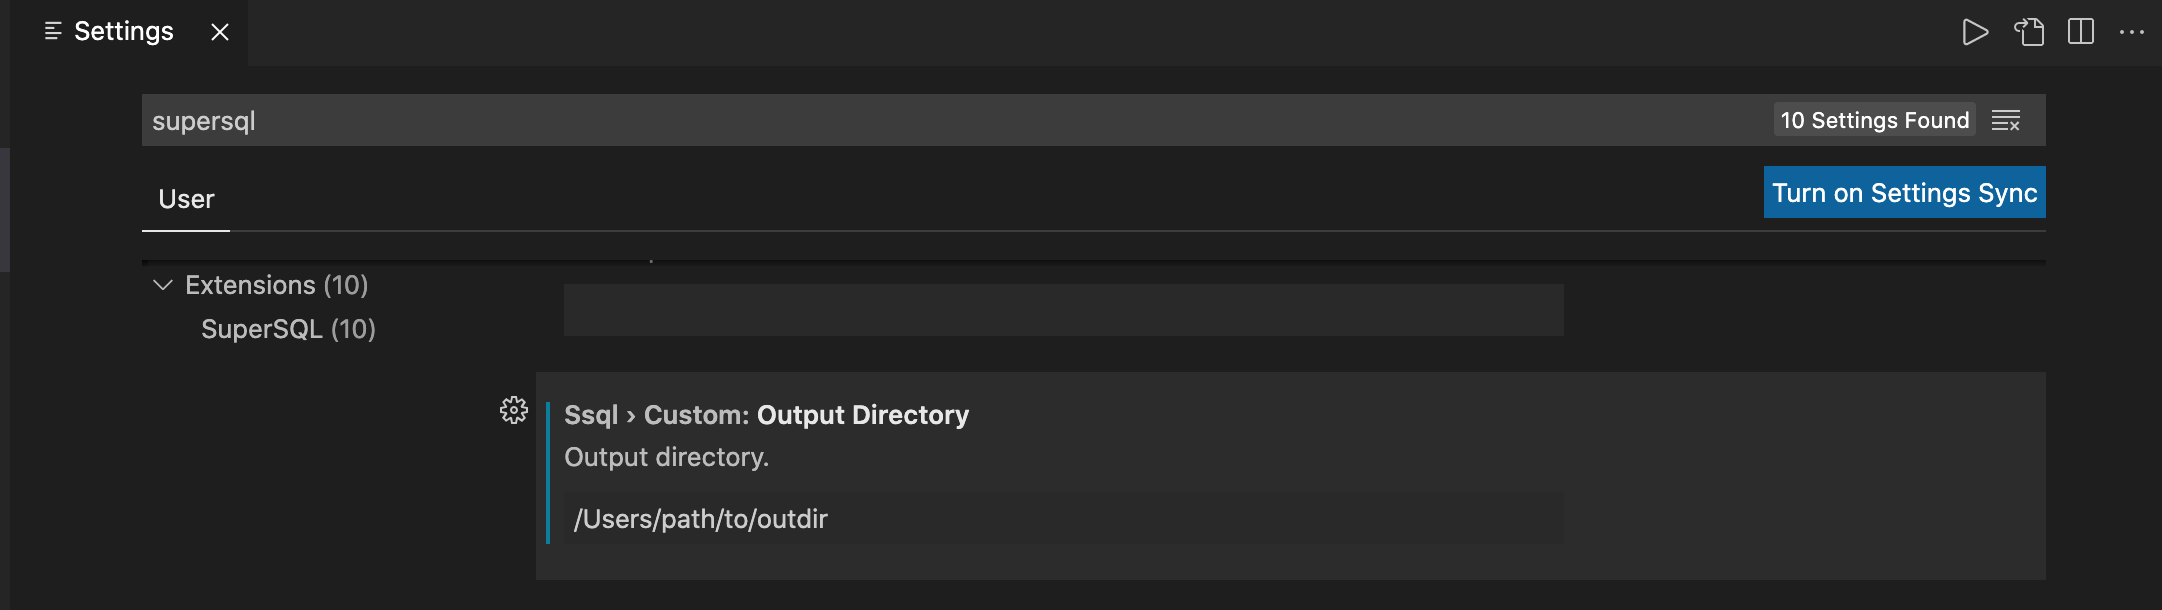 Settings
supersql
10 Settings Found
User
Turn on Settings Sync
Extensions (10)
SuperSQL (10)
Ssql › Custom: Output Directory
Output directory.
/Users/path/to/outdir